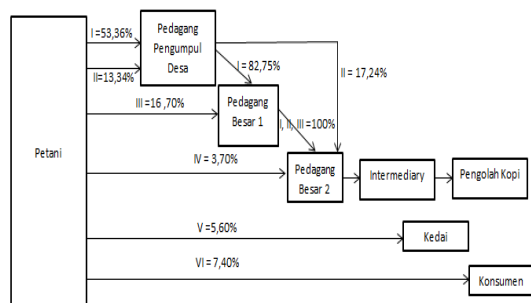 I =53,36%
Pedagang
Pengumpul
Desa
II=13,34%
I =82,75%
II = 17,24%
III =16 ,70%
Pedagang
Besar 1
I, II, III =100%
Petani
IV = 3,70%
Pedagang
Besar 2
Intermediary
Pengolah Kopi
V =5,60%
Kedai
VI =7,40%
Konsumen